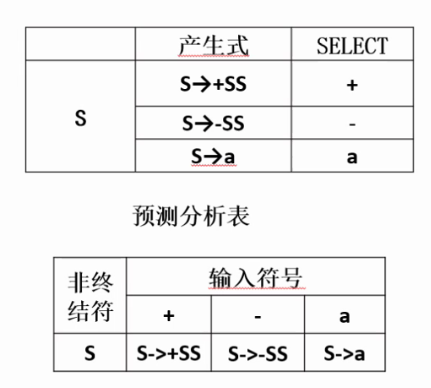 产生式 SELECT
S
S→+SS +
S→-SS -
S→a a
预测分析表
非终结符 输入符号
+ - a
S S->+SS S->-SS S->a